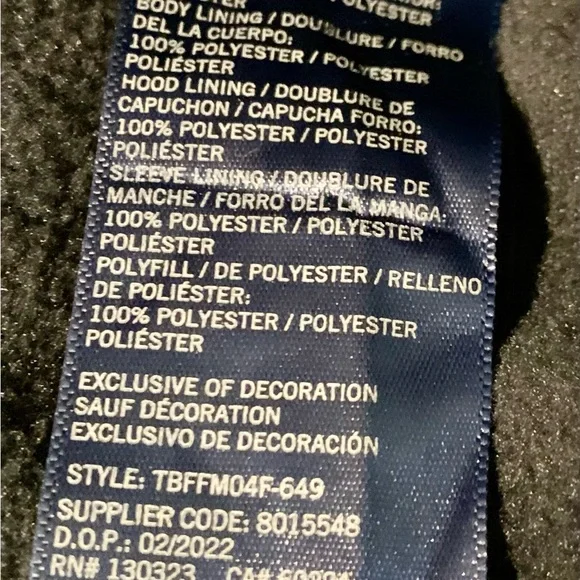 POLYESTER
BODY LINING / DOUBLURE / FORRO
DEL LA CUERPO:
100% POLYESTER / POLYESTER
POLIÉSTER
HOOD LINING / DOUBLURE DE
CAPUCHON / CAPUCHA FORRO:
100% POLYESTER / POLYESTER
POLIÉSTER
SLEEVE LINING / DOUBLURE DE
MANCHE / FORRO DEL LA MANGA:
100% POLYESTER / POLYESTER
POLIÉSTER
POLYFILL / DE POLYESTER / RELLENO
DE POLIÉSTER:
100% POLYESTER / POLYESTER
POLIÉSTER
EXCLUSIVE OF DECORATION
SAUF DÉCORATION
EXCLUSIVO DE DECORACIÓN
STYLE: TBFFM04F-649
SUPPLIER CODE: 8015548
D.O.P.: 02/2022
RN# 130323 CA#